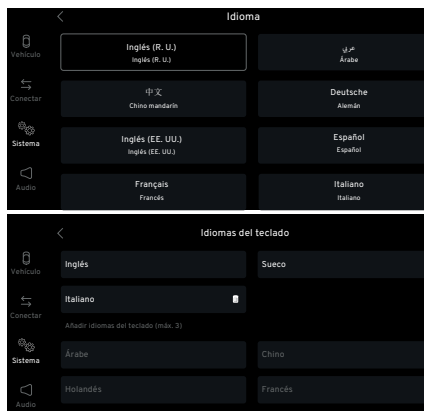 Idioma
Vehículo
Conectar
Sistema
Audio
Inglés (R. U.)
Inglés (R. U.)
عربي
Árabe
中文
Chino mandarín
Deutsche
Alemán
Inglés (EE. UU.)
Inglés (EE. UU.)
Español
Español
Français
Francés
Italiano
Italiano
Idiomas del teclado
Vehículo
Conectar
Sistema
Audio
Inglés
Sueco
Italiano
Añadir idiomas del teclado (máx. 3)
Árabe
Chino
Holandés
Francés